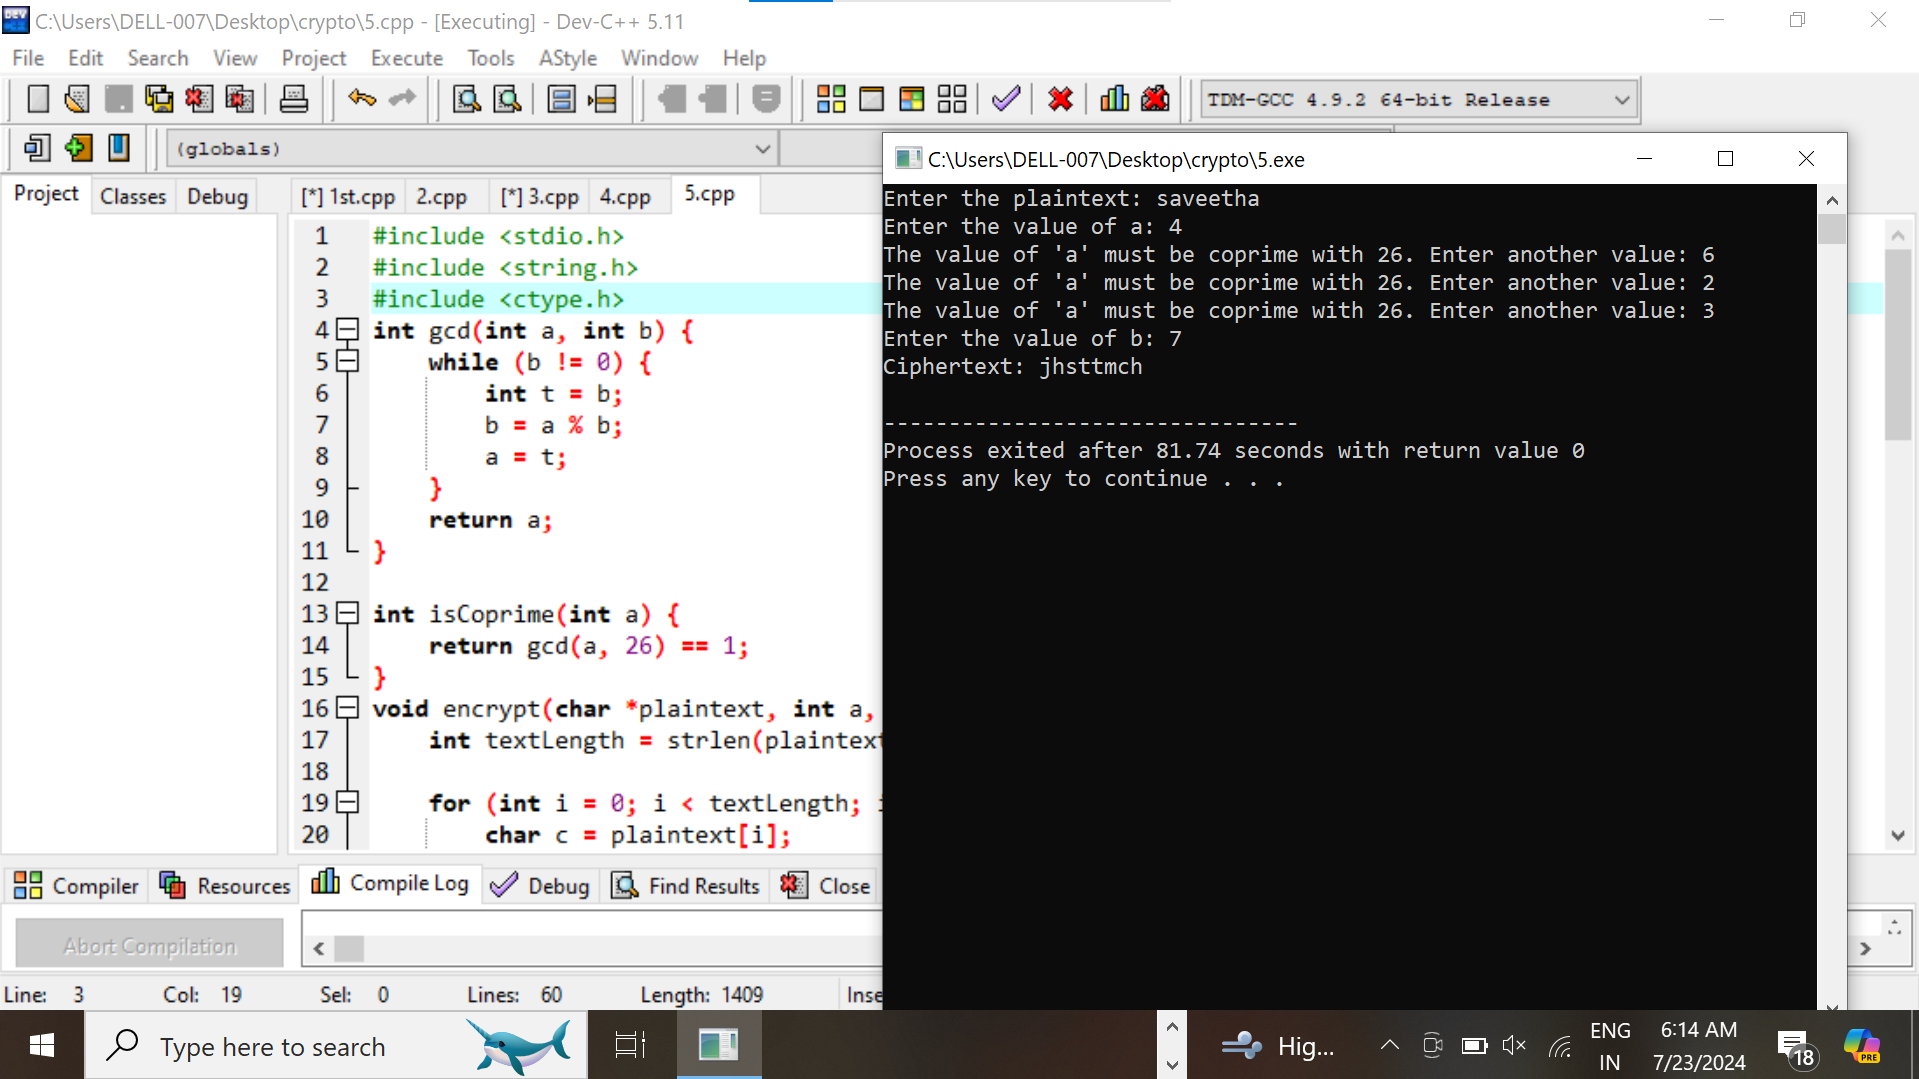 C:\Users\DELL-007\Desktop\crypto\5.cpp - [Executing] - Dev-C++ 5.11
File Edit Search View Project Execute Tools AStyle Window Help
TDM-GCC 4.9.2 64-bit Release
(globals)
Project Classes Debug
[*] 1st.cpp 2.cpp [*] 3.cpp 4.cpp 5.cpp
1 #include <stdio.h>
2 #include <string.h>
3 #include <ctype.h>
4 int gcd(int a, int b) {
5 while (b != 0) {
6 int t = b;
7 b = a % b;
8 a = t;
9 }
10 return a;
11 }
12
13 int isCoprime(int a) {
14 return gcd(a, 26) == 1;
15 }
16 void encrypt(char *plaintext, int a,
17 int textLength = strlen(plaintext
18
19 for (int i = 0; i < textLength; i
20 char c = plaintext[i];
C:\Users\DELL-007\Desktop\crypto\5.exe
Enter the plaintext: saveetha
Enter the value of a: 4
The value of 'a' must be coprime with 26. Enter another value: 6
The value of 'a' must be coprime with 26. Enter another value: 2
The value of 'a' must be coprime with 26. Enter another value: 3
Enter the value of b: 7
Ciphertext: jhsttmch
--------------------------------
Process exited after 81.74 seconds with return value 0
Press any key to continue . . .
Compiler Resources Compile Log Debug Find Results Close
Abort Compilation
Line: 3 Col: 19 Sel: 0 Lines: 60 Length: 1409 Inse
Type here to search
Hig...
ENG
IN
6:14 AM
7/23/2024
18
PRE